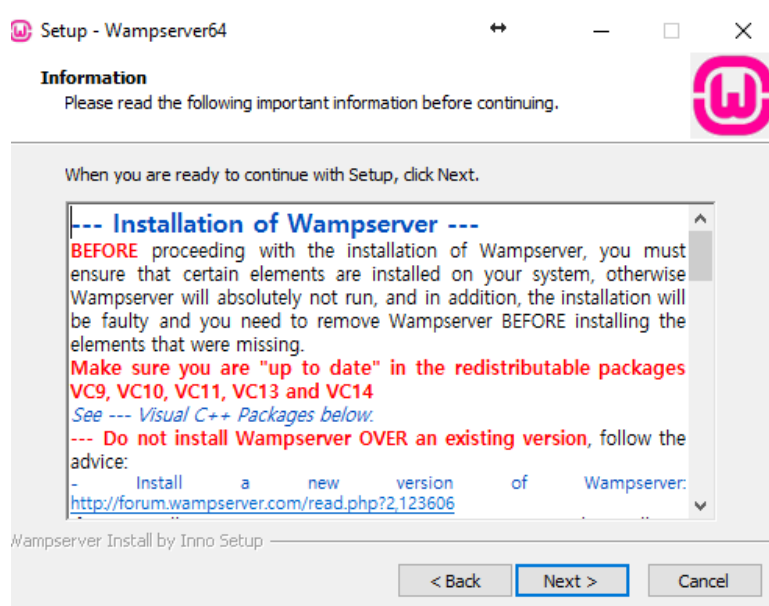 Setup - Wampserver64
Information
Please read the following important information before continuing.
When you are ready to continue with Setup, click Next.
--- Installation of Wampserver ---
BEFORE proceeding with the installation of Wampserver, you must
ensure that certain elements are installed on your system, otherwise
Wampserver will absolutely not run, and in addition, the installation will
be faulty and you need to remove Wampserver BEFORE installing the
elements that were missing.
Make sure you are "up to date" in the redistributable packages
VC9, VC10, VC11, VC13 and VC14
See --- Visual C++ Packages below.
--- Do not install Wampserver OVER an existing version, follow the
advice:
- Install a new version of Wampserver:
http://forum.wampserver.com/read.php?2,123606
Wampserver Install by Inno Setup
< Back Next > Cancel